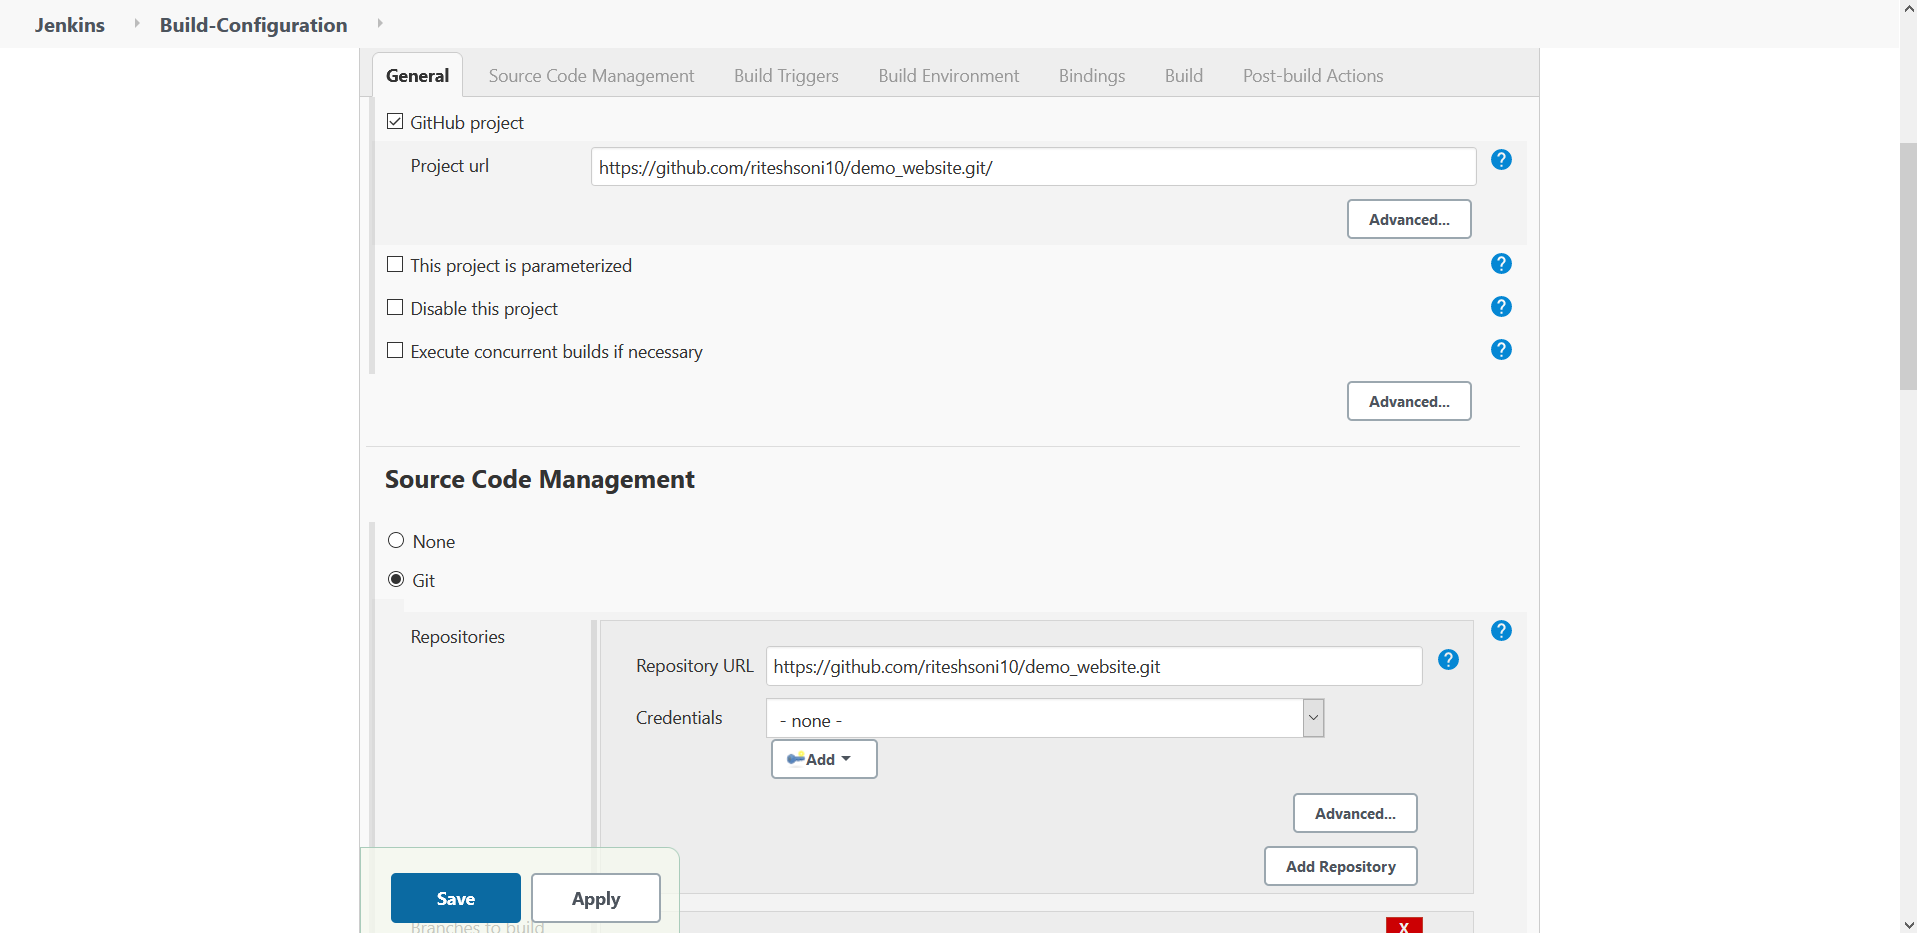 Jenkins Build-Configuration
General Source Code Management Build Triggers Build Environment Bindings Build Post-build Actions
GitHub project
Project url https://github.com/riteshsoni10/demo_website.git/ ?
Advanced...
This project is parameterized ?
Disable this project ?
Execute concurrent builds if necessary ?
Advanced...
Source Code Management
None
Git
Repositories ?
Repository URL https://github.com/riteshsoni10/demo_website.git ?
Credentials - none -
Add
Advanced...
Add Repository
Save Apply
Branches to build X